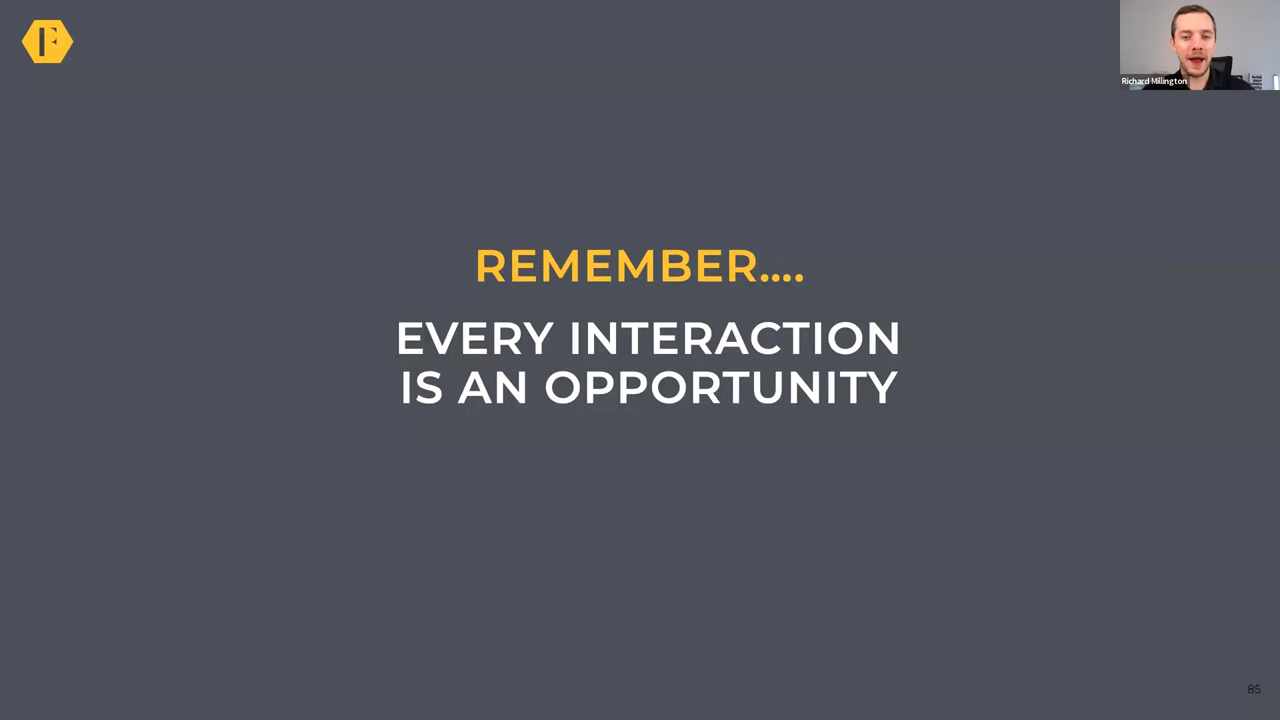 F
Richard Millington
REMEMBER....
EVERY INTERACTION
IS AN OPPORTUNITY
85